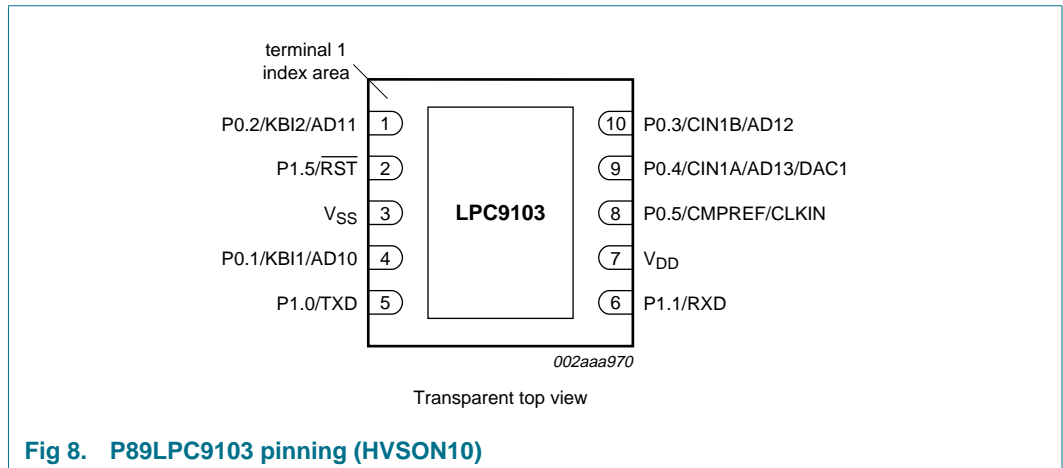 terminal 1
index area
P0.2/KBI2/AD11 1 10 P0.3/CIN1B/AD12
P1.5/RST 2 9 P0.4/CIN1A/AD13/DAC1
VSS 3 LPC9103 8 P0.5/CMPREF/CLKIN
P0.1/KBI1/AD10 4 7 VDD
P1.0/TXD 5 6 P1.1/RXD
002aaa970
Transparent top view
Fig 8. P89LPC9103 pinning (HVSON10)